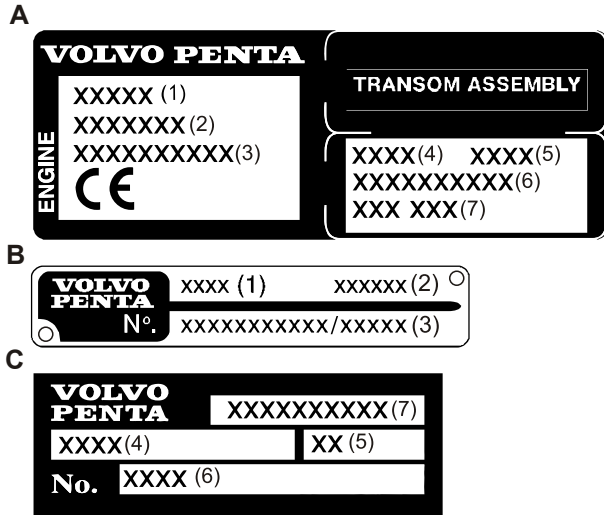 A
VOLVO PENTA
ENGINE
XXXXX (1)
XXXXXXX (2)
XXXXXXXXXX(3)
CE
TRANSOM ASSEMBLY
XXXX(4) XXXX(5)
XXXXXXXXXX(6)
XXX XXX(7)
B
VOLVO
PENTA
Nº.
xxxx (1) xxxxxx (2)
xxxxxxxxxxx/xxxxx (3)
C
VOLVO
PENTA
XXXXXXXXXX(7)
XXXX(4) XX (5)
No. XXXX (6)